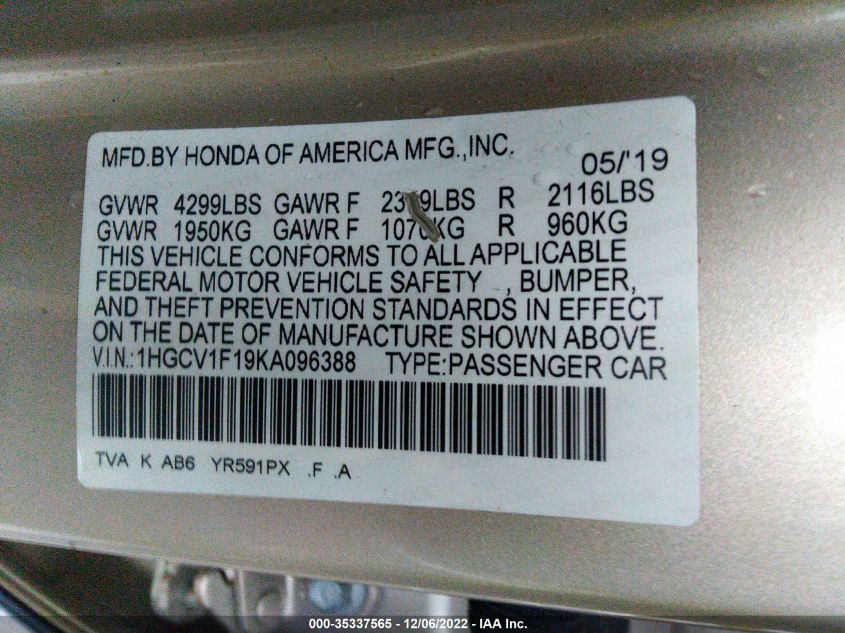 MFD.BY HONDA OF AMERICA MFG.,INC. 05/'19
GVWR 4299LBS GAWR F R 2116LBS
GVWR 1950KG GAWR F R 960KG
THIS VEHICLE CONFORMS TO ALL APPLICABLE
FEDERAL MOTOR VEHICLE SAFETY , BUMPER,
AND THEFT PREVENTION STANDARDS IN EFFECT
ON THE DATE OF MANUFACTURE SHOWN ABOVE.
V.I.N.:1HGCV1F19KA096388 TYPE:PASSENGER CAR
TVA K AB6 YR591PX .F .A
000-35337565 - 12/06/2022 - IAA Inc.